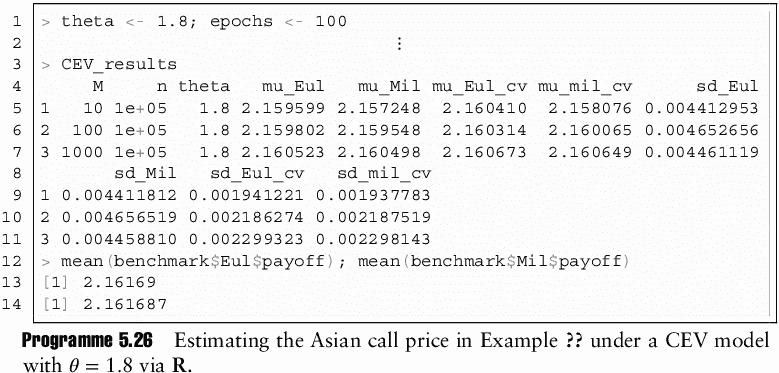 1 > theta <- 1.8; epochs <- 100
2 ⋮
3 > CEV_results
4 M n theta mu_Eul mu_Mil mu_Eul_cv mu_mil_cv sd_Eul
5 1 10 1e+05 1.8 2.159599 2.157248 2.160410 2.158076 0.004412953
6 2 100 1e+05 1.8 2.159802 2.159548 2.160314 2.160065 0.004652656
7 3 1000 1e+05 1.8 2.160523 2.160498 2.160673 2.160649 0.004461119
8 sd_Mil sd_Eul_cv sd_mil_cv
9 1 0.004411812 0.001941221 0.001937783
10 2 0.004656519 0.002186274 0.002187519
11 3 0.004458810 0.002299323 0.002298143
12 > mean(benchmark$Eul$payoff); mean(benchmark$Mil$payoff)
13 [1] 2.16169
14 [1] 2.161687
Programme 5.26 Estimating the Asian call price in Example ?? under a CEV model
with θ = 1.8 via R.